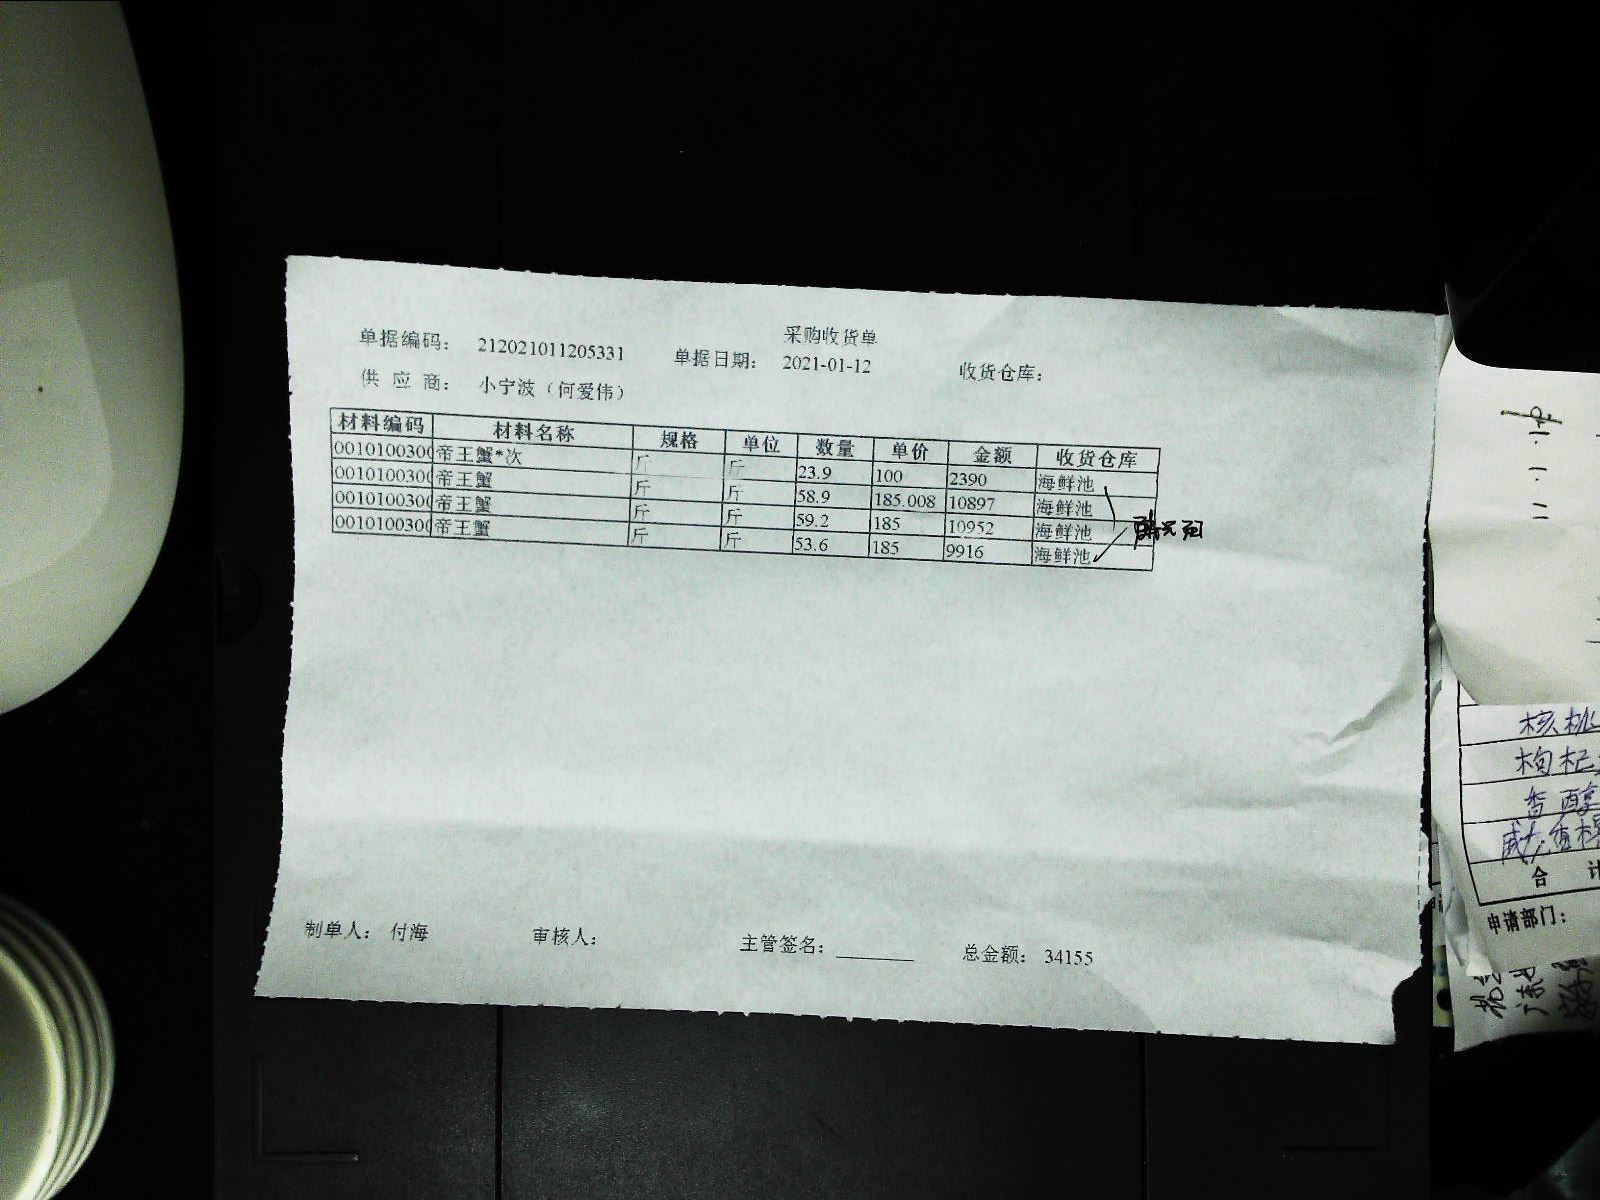 采购收货单
单据编码： 212021011205331 单据日期： 2021-01-12 收货仓库：
供 应 商： 小宁波（何爱伟）
材料编码 材料名称 规格 单位 数量 单价 金额 收货仓库
0010100300 帝王蟹*次 斤 斤 23.9 100 2390 海鲜池
0010100300 帝王蟹 斤 斤 58.9 185.008 10897 海鲜池
0010100300 帝王蟹 斤 斤 59.2 185 10952 海鲜池
0010100300 帝王蟹 斤 斤 53.6 185 9916 海鲜池
制单人： 付海 审核人： 主管签名： 总金额： 34155
核桃
枸杞
香醇
合 计
申请部门：